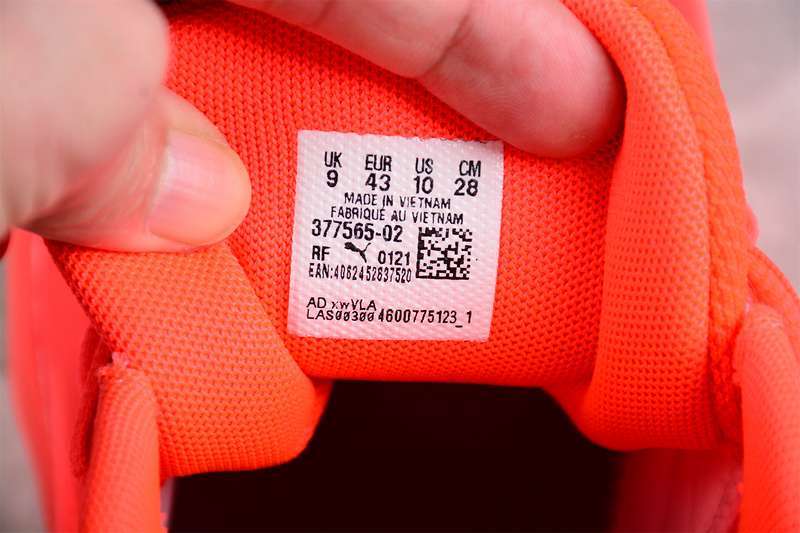 UK EUR US CM
9 43 10 28
MADE IN VIETNAM
FABRIQUÉ AU VIETNAM
377565-02
RF 0121
EAN:4062452837520
AD xwVLA
LAS00300 4600775123_1